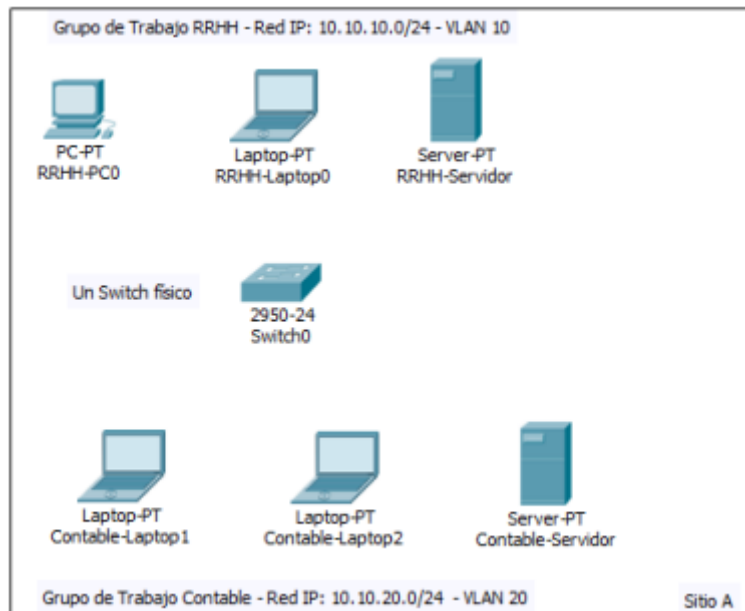 Grupo de Trabajo RRHH - Red IP: 10.10.10.0/24 - VLAN 10
PC-PT
RRHH-PC0
Laptop-PT
RRHH-Laptop0
Server-PT
RRHH-Servidor
Un Switch físico
2950-24
Switch0
Laptop-PT
Contable-Laptop1
Laptop-PT
Contable-Laptop2
Server-PT
Contable-Servidor
Grupo de Trabajo Contable - Red IP: 10.10.20.0/24 - VLAN 20
Sitio A